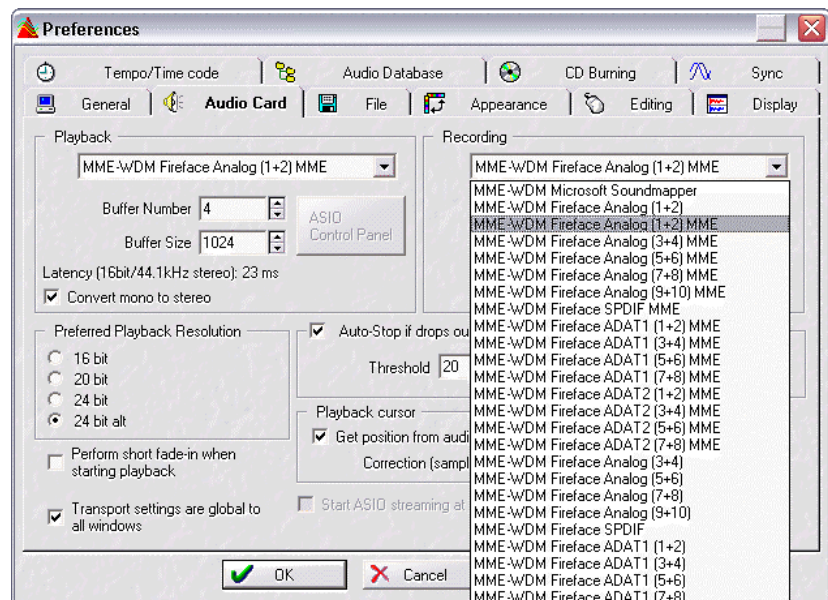 Preferences
Tempo/Time code
Audio Database
CD Burning
Sync
General
Audio Card
File
Appearance
Editing
Display
Playback
MME-WDM Fireface Analog (1+2) MME
Buffer Number 4
Buffer Size 1024
ASIO
Control Panel
Latency (16bit/44.1kHz stereo): 23 ms
Convert mono to stereo
Recording
MME-WDM Fireface Analog (1+2) MME
MME-WDM Microsoft Soundmapper
MME-WDM Fireface Analog (1+2)
MME-WDM Fireface Analog (1+2) MME
MME-WDM Fireface Analog (3+4) MME
MME-WDM Fireface Analog (5+6) MME
MME-WDM Fireface Analog (7+8) MME
MME-WDM Fireface Analog (9+10) MME
MME-WDM Fireface SPDIF MME
MME-WDM Fireface ADAT1 (1+2) MME
MME-WDM Fireface ADAT1 (3+4) MME
MME-WDM Fireface ADAT1 (5+6) MME
MME-WDM Fireface ADAT1 (7+8) MME
MME-WDM Fireface ADAT2 (1+2) MME
MME-WDM Fireface ADAT2 (3+4) MME
MME-WDM Fireface ADAT2 (5+6) MME
MME-WDM Fireface ADAT2 (7+8) MME
MME-WDM Fireface Analog (3+4)
MME-WDM Fireface Analog (5+6)
MME-WDM Fireface Analog (7+8)
MME-WDM Fireface Analog (9+10)
MME-WDM Fireface SPDIF
MME-WDM Fireface ADAT1 (1+2)
MME-WDM Fireface ADAT1 (3+4)
MME-WDM Fireface ADAT1 (5+6)
MME-WDM Fireface ADAT1 (7+8)
Preferred Playback Resolution
16 bit
20 bit
24 bit
24 bit alt
Auto-Stop if drops ou
Threshold 20
Playback cursor
Get position from audi
Correction (sampl
Perform short fade-in when
starting playback
Start ASIO streaming at
Transport settings are global to
all windows
OK
Cancel